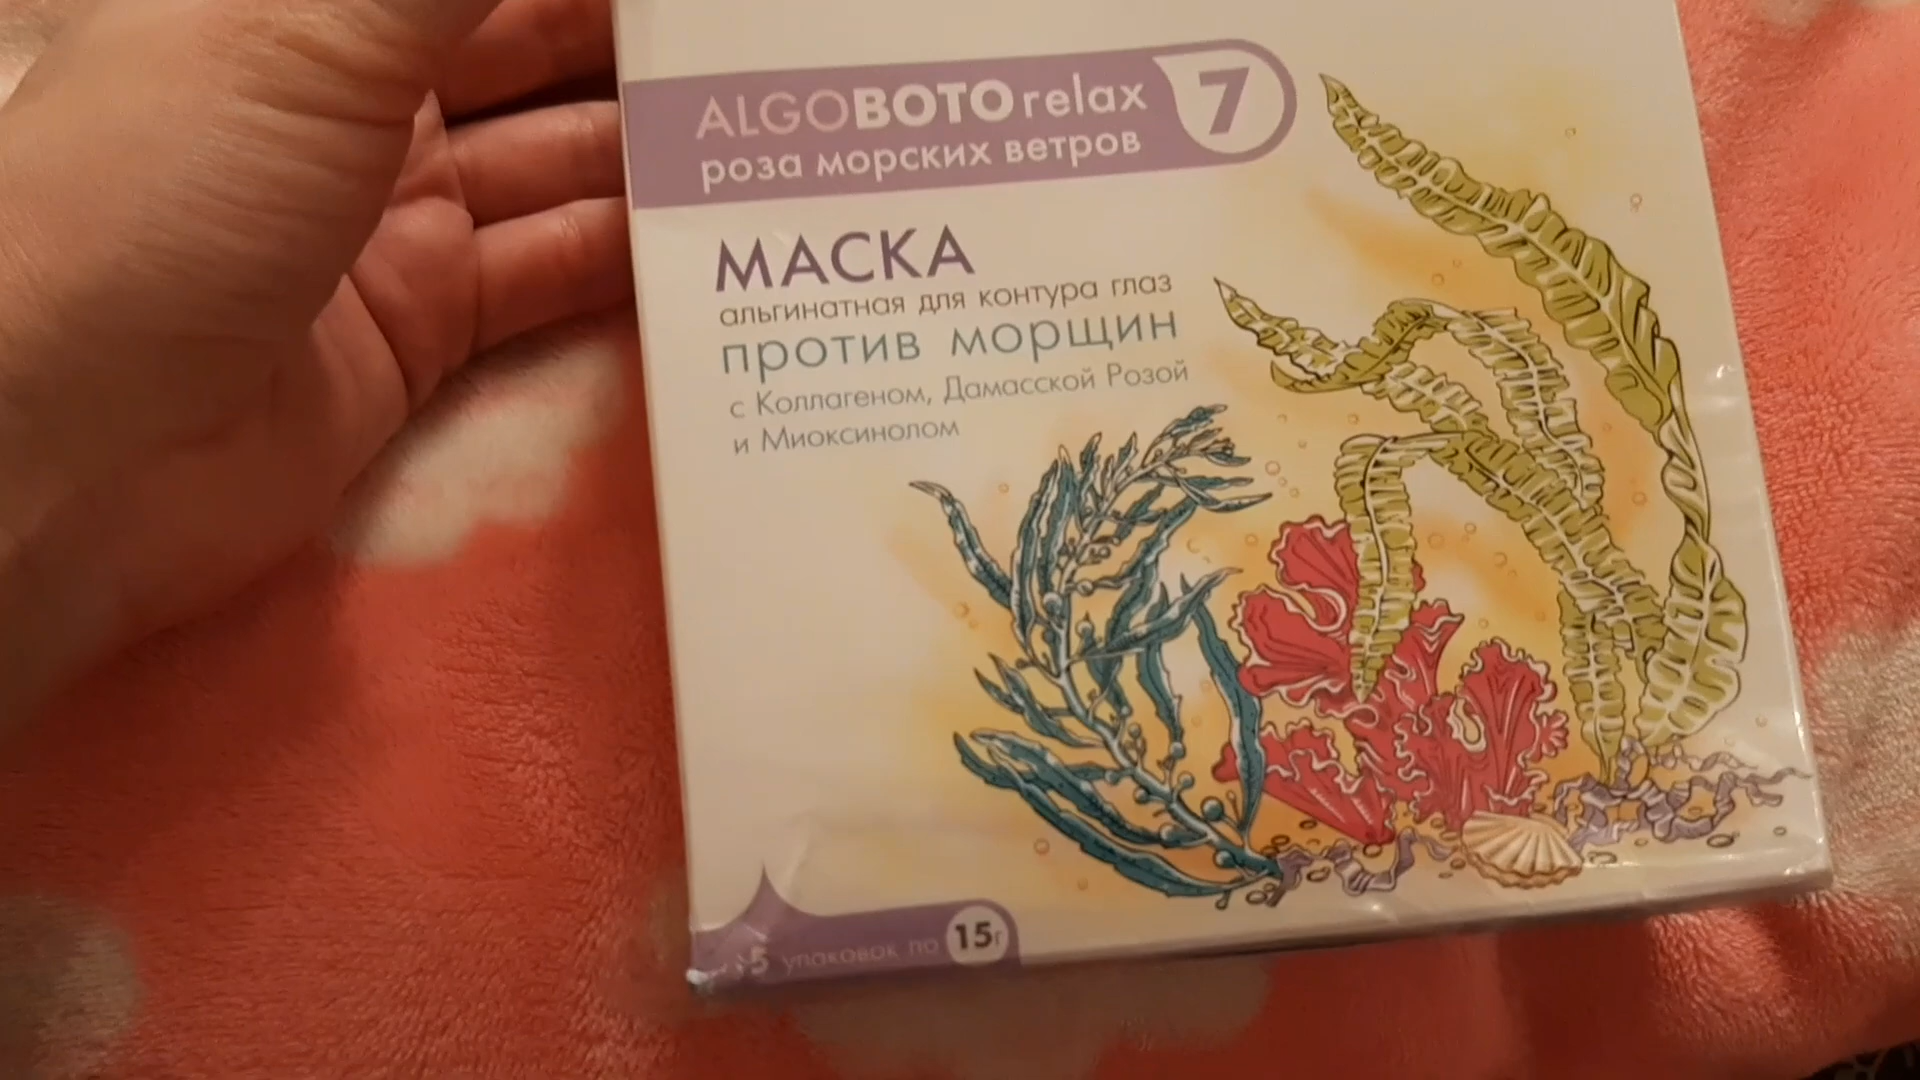 ALGOBOTOrelax 7
роза морских ветров
МАСКА
альгинатная для контура глаз
против морщин
с Коллагеном, Дамасской Розой
и Миоксинолом
5 упаковок по 15г